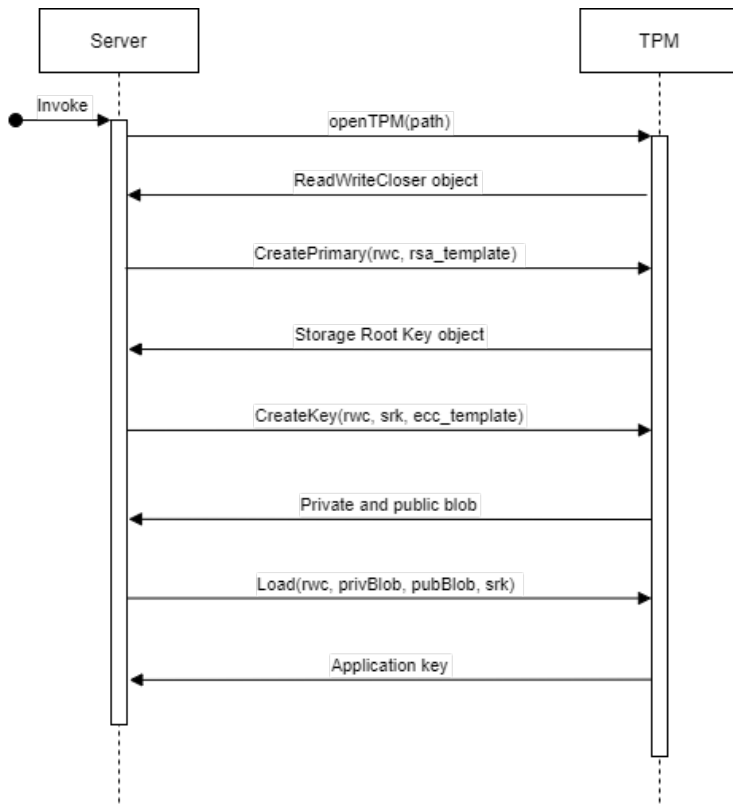 Server
TPM
Invoke
openTPM(path)
ReadWriteCloser object
CreatePrimary(rwc, rsa_template)
Storage Root Key object
CreateKey(rwc, srk, ecc_template)
Private and public blob
Load(rwc, privBlob, pubBlob, srk)
Application key